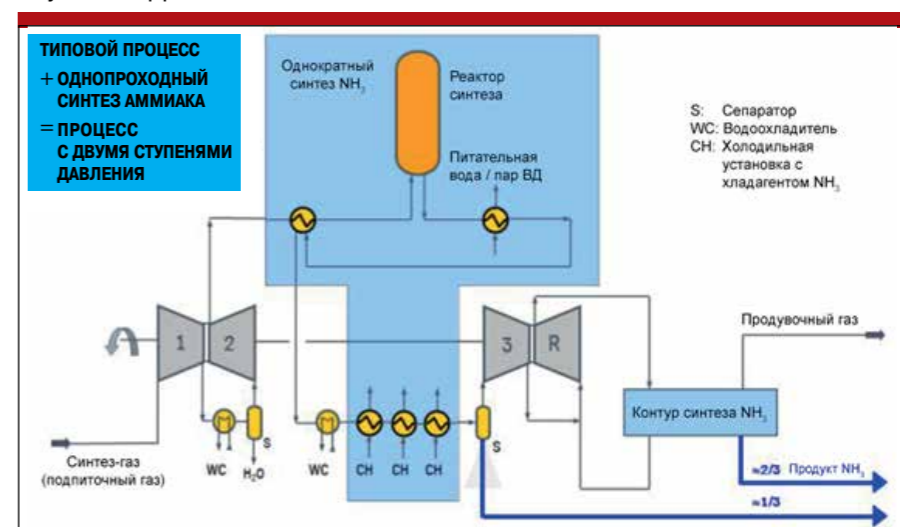 ТИПОВОЙ ПРОЦЕСС
+ ОДНОПРОХОДНЫЙ
СИНТЕЗ АММИАКА
= ПРОЦЕСС
С ДВУМЯ СТУПЕНЯМИ
ДАВЛЕНИЯ
Однократный
синтез NH₃
Реактор
синтеза
Питательная
вода / пар ВД
S: Сепаратор
WC: Водоохладитель
CH: Холодильная
установка с
хладагентом NH₃
1
2
3
R
Продувочный газ
Контур синтеза NH₃
Синтез-газ
(подпиточный газ)
WC
H₂O
S
WC
CH
CH
CH
S
≈2/3 Продукт NH₃
≈1/3